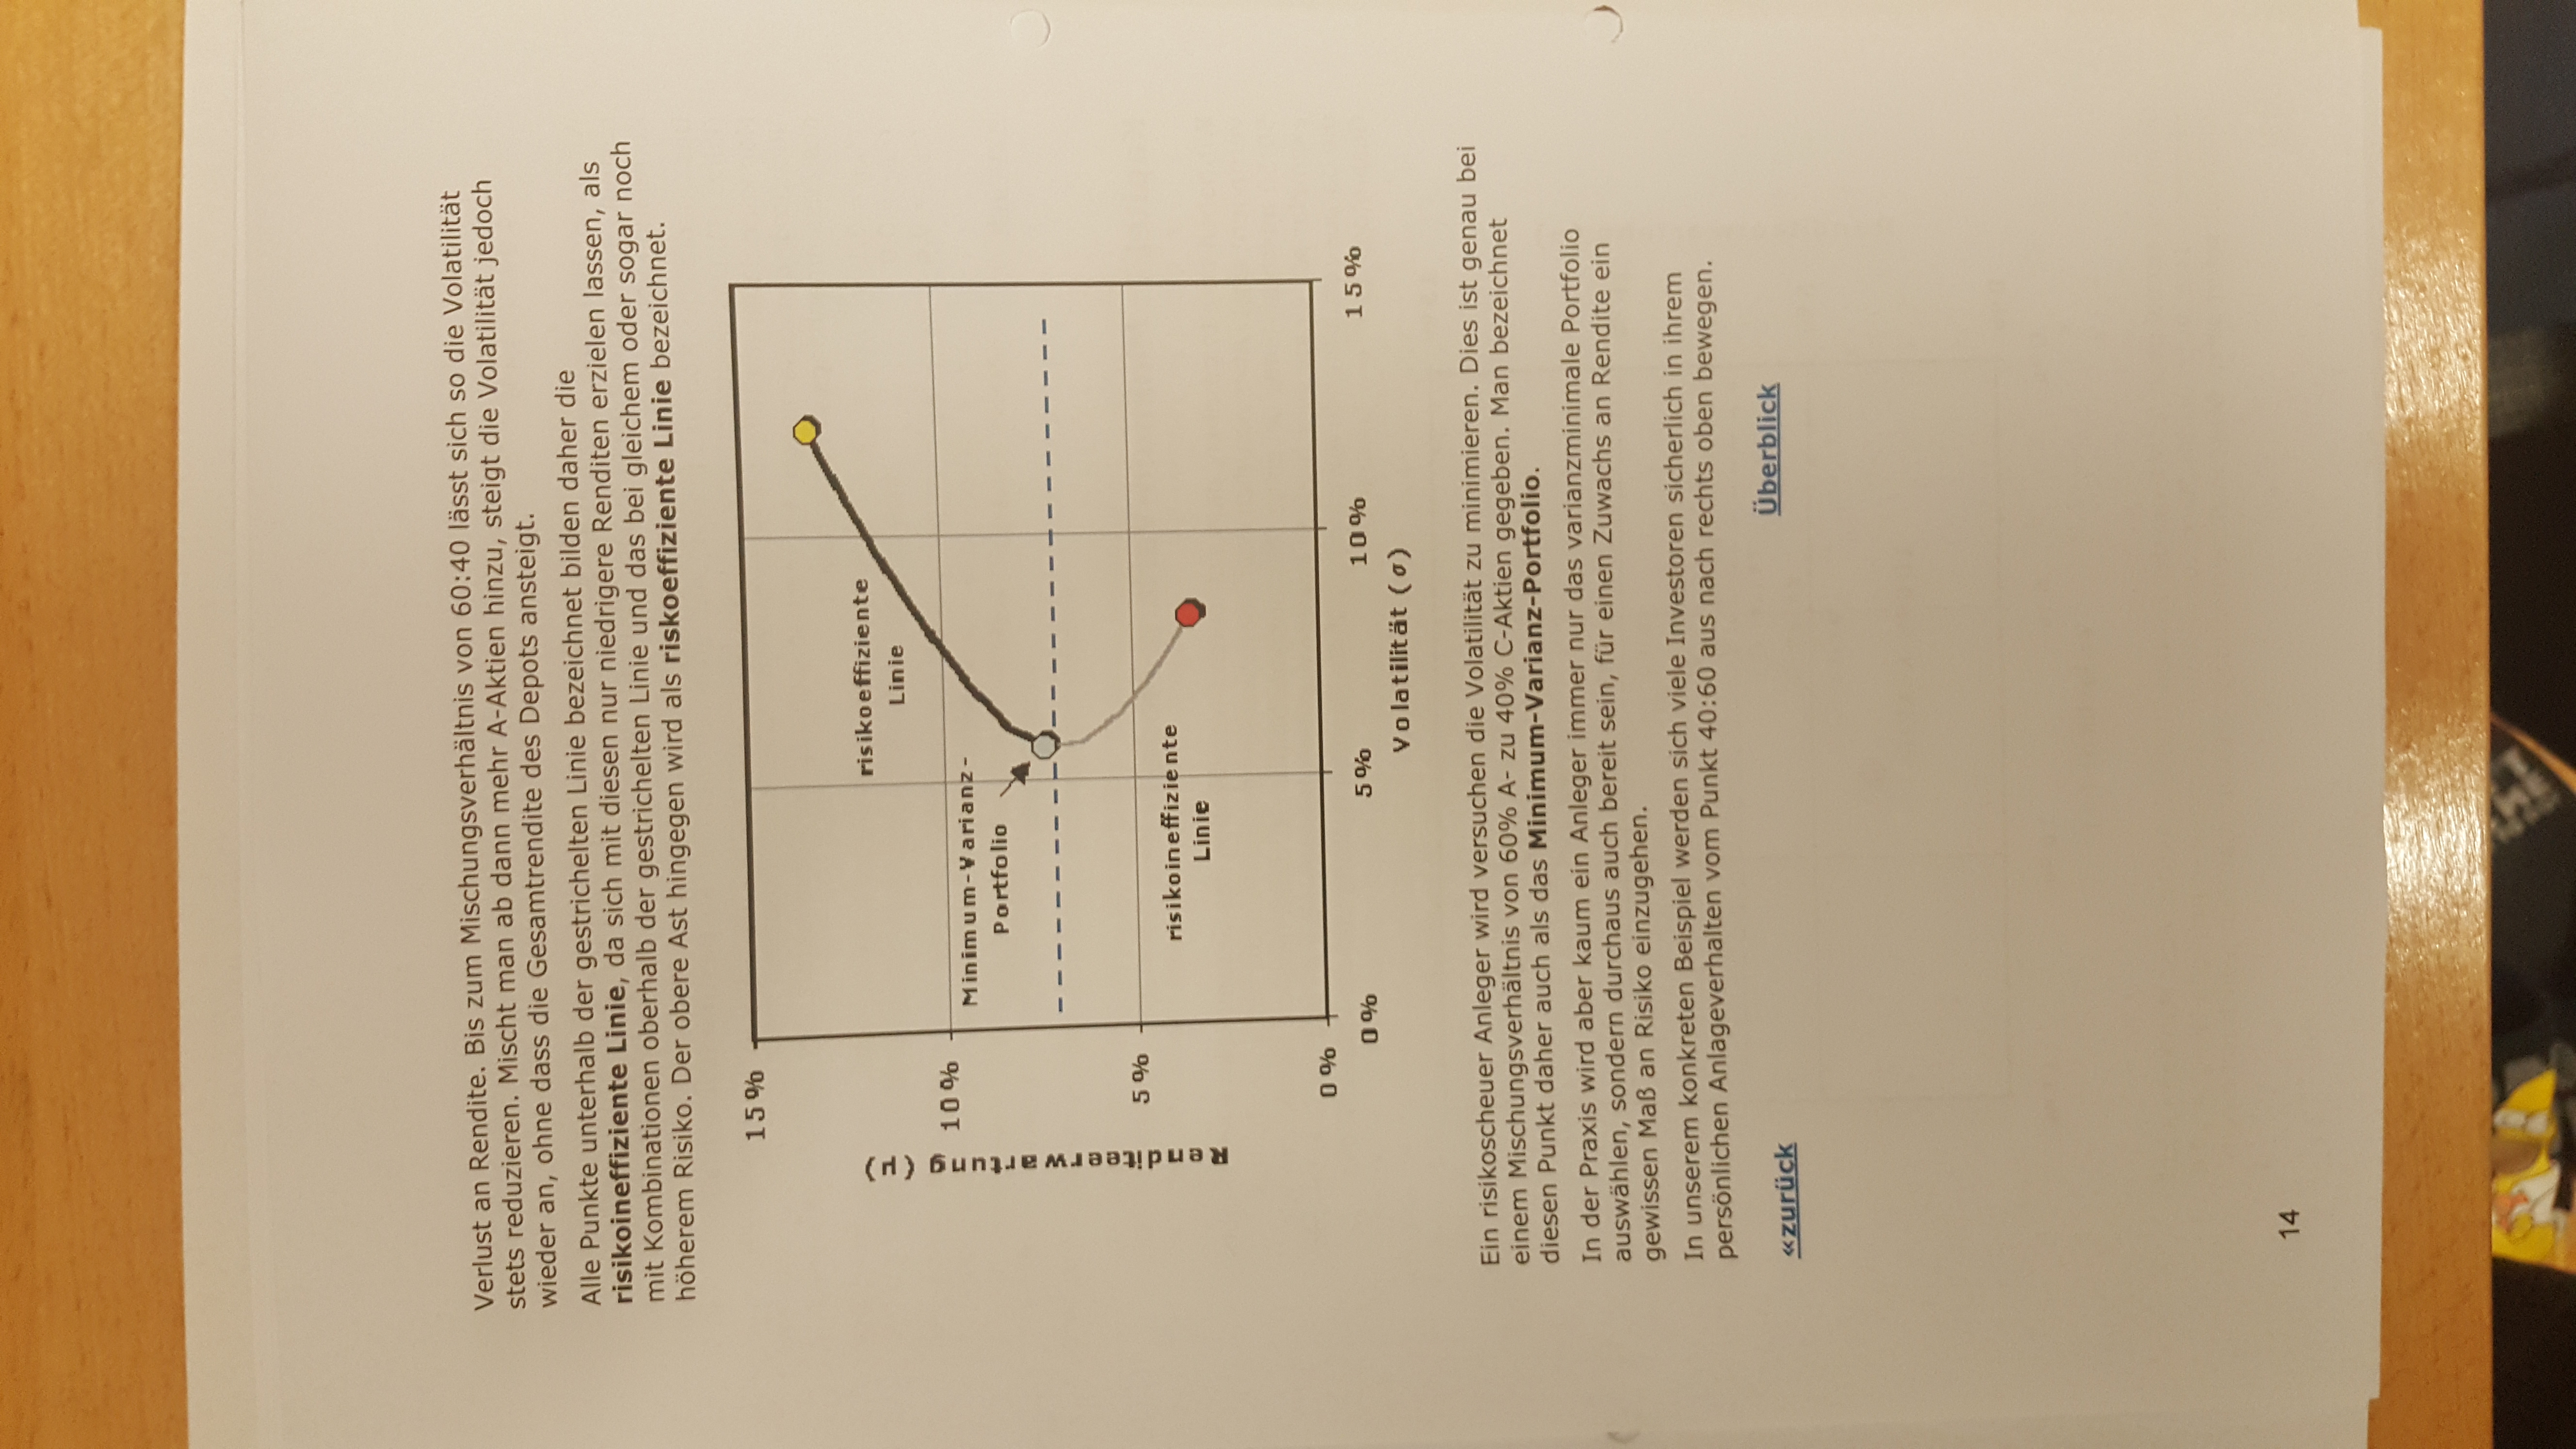 Verlust an Rendite. Bis zum Mischungsverhältnis von 60:40 lässt sich so die Volatilität
stets reduzieren. Mischt man ab dann mehr A-Aktien hinzu, steigt die Volatilität jedoch
wieder an, ohne dass die Gesamtrendite des Depots ansteigt.
Alle Punkte unterhalb der gestrichelten Linie bezeichnet bilden daher die
risikoineffiziente Linie, da sich mit diesen nur niedrigere Renditen erzielen lassen, als
mit Kombinationen oberhalb der gestrichelten Linie und das bei gleichem oder sogar noch
höherem Risiko. Der obere Ast hingegen wird als riskoeffiziente Linie bezeichnet.
15%
risikoeffiziente
Linie
Renditeerwartung (µ)
10%
Minimum-Varianz-
Portfolio
5%
risikoineffiziente
Linie
0%
0% 5% 10% 15%
Volatilität (σ)
Ein risikoscheuer Anleger wird versuchen die Volatilität zu minimieren. Dies ist genau bei
einem Mischungsverhältnis von 60% A- zu 40% C-Aktien gegeben. Man bezeichnet
diesen Punkt daher auch als das Minimum-Varianz-Portfolio.
In der Praxis wird aber kaum ein Anleger immer nur das varianzminimale Portfolio
auswählen, sondern durchaus auch bereit sein, für einen Zuwachs an Rendite ein
gewissen Maß an Risiko einzugehen.
In unserem konkreten Beispiel werden sich viele Investoren sicherlich in ihrem
persönlichen Anlageverhalten vom Punkt 40:60 aus nach rechts oben bewegen.
«zurück Überblick
14